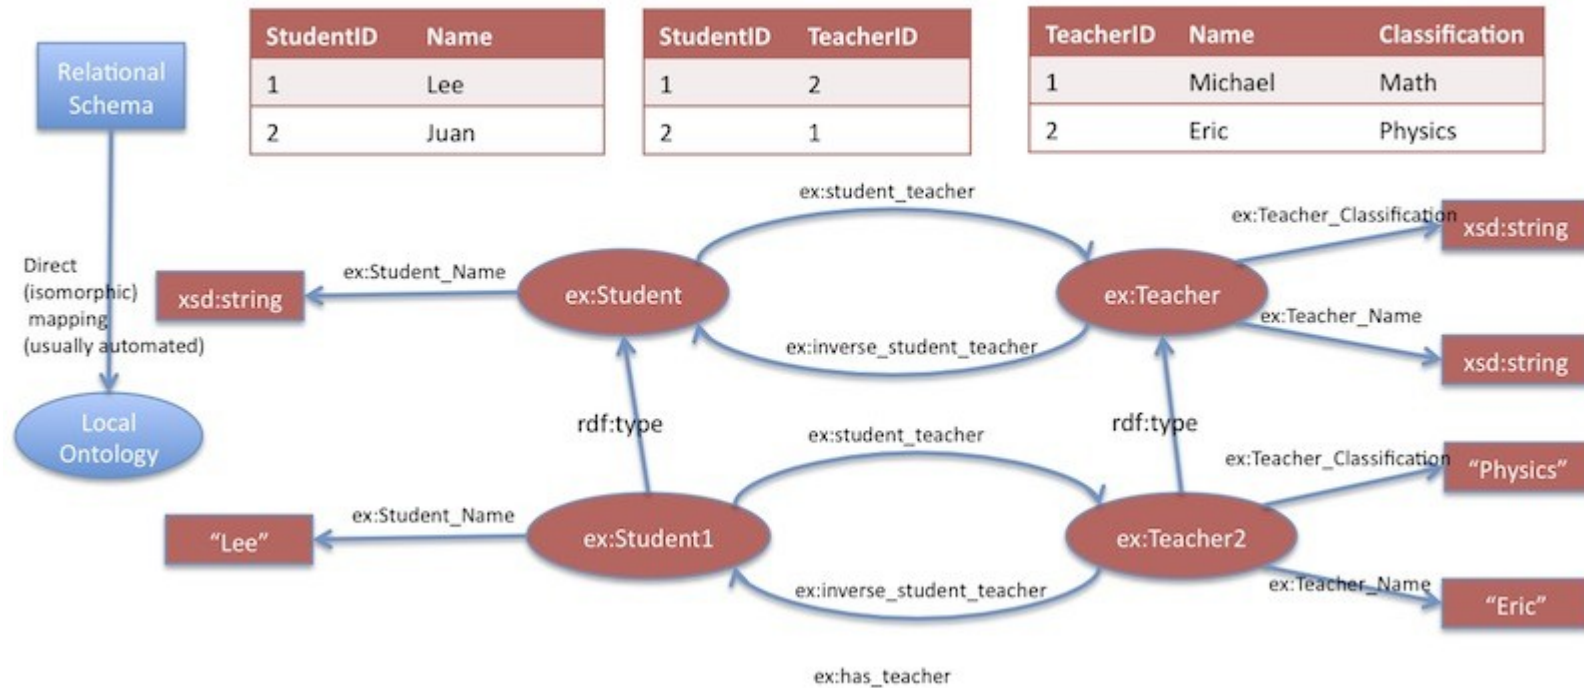 Relational
Schema
StudentID Name
1 Lee
2 Juan
StudentID TeacherID
1 2
2 1
TeacherID Name Classification
1 Michael Math
2 Eric Physics
Direct
(isomorphic)
mapping
(usually automated)
Local
Ontology
ex:student_teacher
ex:Teacher_Classification
xsd:string
ex:Student_Name
xsd:string
ex:Student
ex:Teacher
ex:Teacher_Name
ex:inverse_student_teacher
xsd:string
rdf:type
rdf:type
ex:student_teacher
ex:Teacher_Classification
“Physics”
ex:Student_Name
“Lee”
ex:Student1
ex:Teacher2
ex:inverse_student_teacher
ex:Teacher_Name
“Eric”
ex:has_teacher